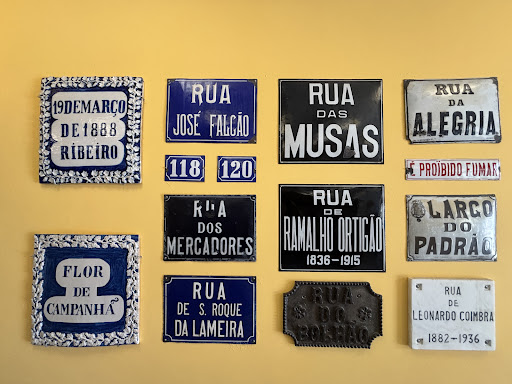 19 DE MARÇO
DE 1888
RIBEIRO
FLOR
DE
CAMPANHÃ
RUA
JOSÉ FALCÃO
118
120
RUA
DOS
MERCADORES
RUA
DE S. ROQUE
DA LAMEIRA
RUA
DAS
MUSAS
RUA
DE
RAMALHO ORTIGÃO
1836-1915
RUA
DO
BOLHÃO
RUA
DA
ALEGRIA
É PROÍBIDO FUMAR
LARGO
DO
PADRÃO
RUA
DE
LEONARDO COIMBRA
1882-1936